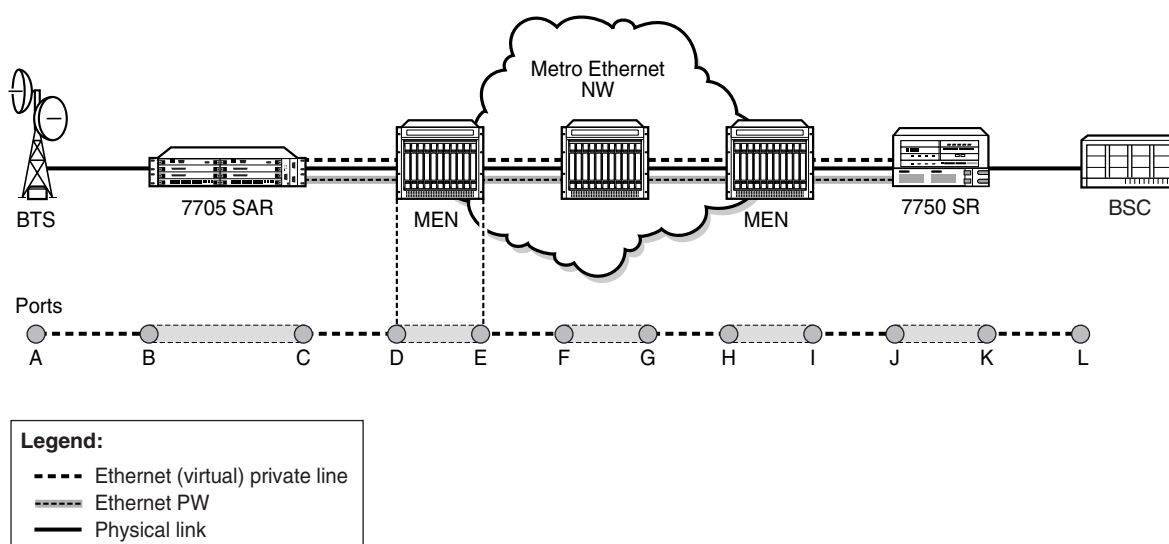 Metro Ethernet
NW
BTS
7705 SAR
MEN
MEN
7750 SR
BSC
Ports
A
B
C
D
E
F
G
H
I
J
K
L
Legend:
Ethernet (virtual) private line
Ethernet PW
Physical link